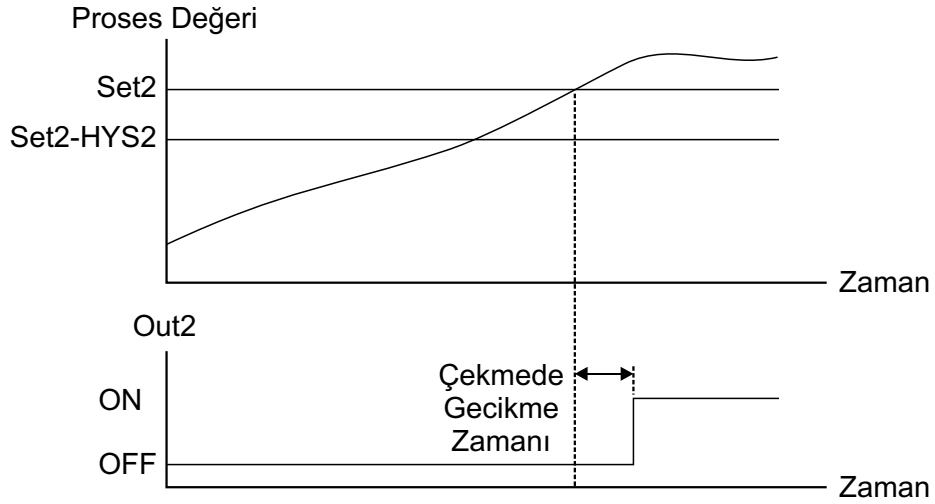 Proses Değeri
Set2
Set2-HYS2
Zaman
Out2
ON
OFF
Çekmede
Gecikme
Zamanı
Zaman